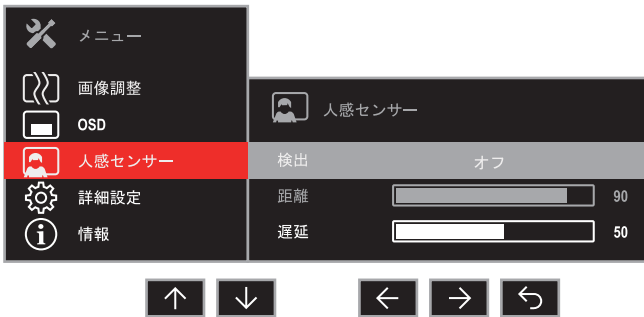 メニュー
画像調整
OSD
人感センサー
詳細設定
情報
人感センサー
検出 オフ
距離 90
遅延 50